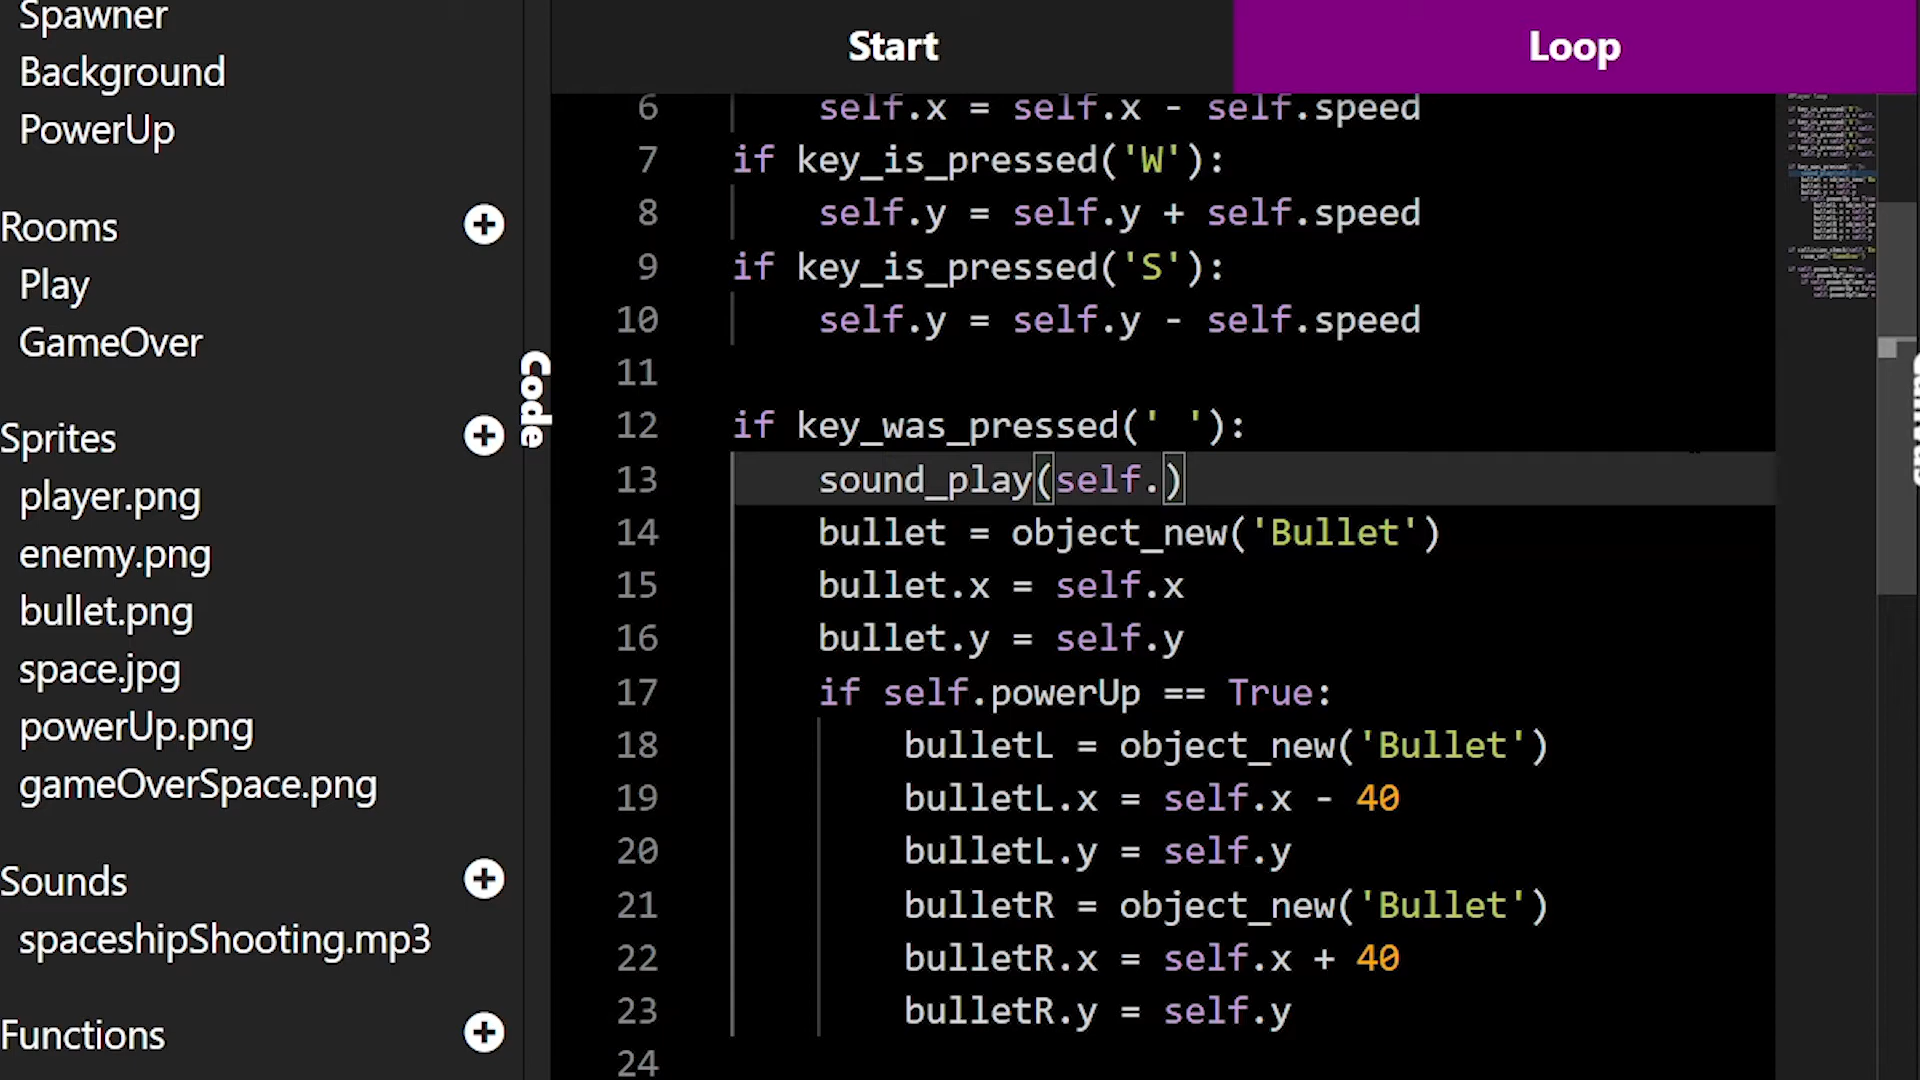 Spawner
Background
PowerUp
Rooms
Play
GameOver
Sprites
player.png
enemy.png
bullet.png
space.jpg
powerUp.png
gameOverSpace.png
Sounds
spaceshipShooting.mp3
Functions
Code
Start
Loop
6 self.x = self.x - self.speed
7 if key_is_pressed('W'):
8 self.y = self.y + self.speed
9 if key_is_pressed('S'):
10 self.y = self.y - self.speed
11
12 if key_was_pressed(' '):
13 sound_play(self.)
14 bullet = object_new('Bullet')
15 bullet.x = self.x
16 bullet.y = self.y
17 if self.powerUp == True:
18 bulletL = object_new('Bullet')
19 bulletL.x = self.x - 40
20 bulletL.y = self.y
21 bulletR = object_new('Bullet')
22 bulletR.x = self.x + 40
23 bulletR.y = self.y
24